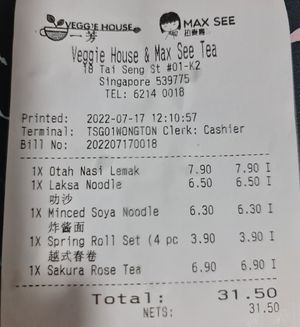 VEGGIE HOUSE
一芳
MAX SEE
Veggie House & Max See Tea
18 Tai Seng St #01-K2
Singapore 539775
TEL: 6214 0018
Printed: 2022-07-17 12:10:57
Terminal: TSG01WONGTON Clerk: Cashier
Bill No: 202207170018
1X Otah Nasi Lemak 7.90 7.90 I
1X Laksa Noodle 6.50 6.50 I
叻沙
1X Minced Soya Noodle 6.30 6.30 I
炸酱面
1X Spring Roll Set (4 pc 3.90 3.90 I
越式春卷
1X Sakura Rose Tea 6.90 6.90 I
Total: 31.50
NETS: 31.50